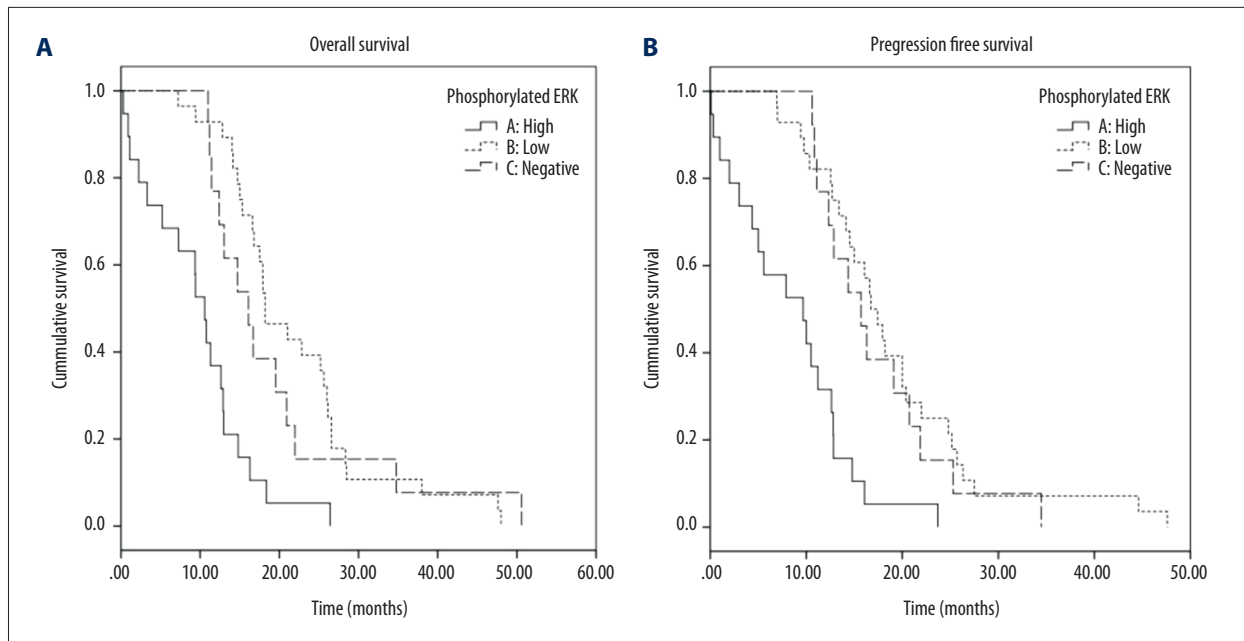 A
Overall survival
1.0
0.8
0.6
0.4
0.2
0.0
Cummulative survival
Phosphorylated ERK
A: High
B: Low
C: Negative
.00 10.00 20.00 30.00 40.00 50.00 60.00
Time (months)
B
Pregression firee survival
1.0
0.8
0.6
0.4
0.2
0.0
Cummulative survival
Phosphorylated ERK
A: High
B: Low
C: Negative
.00 10.00 20.00 30.00 40.00 50.00
Time (months)